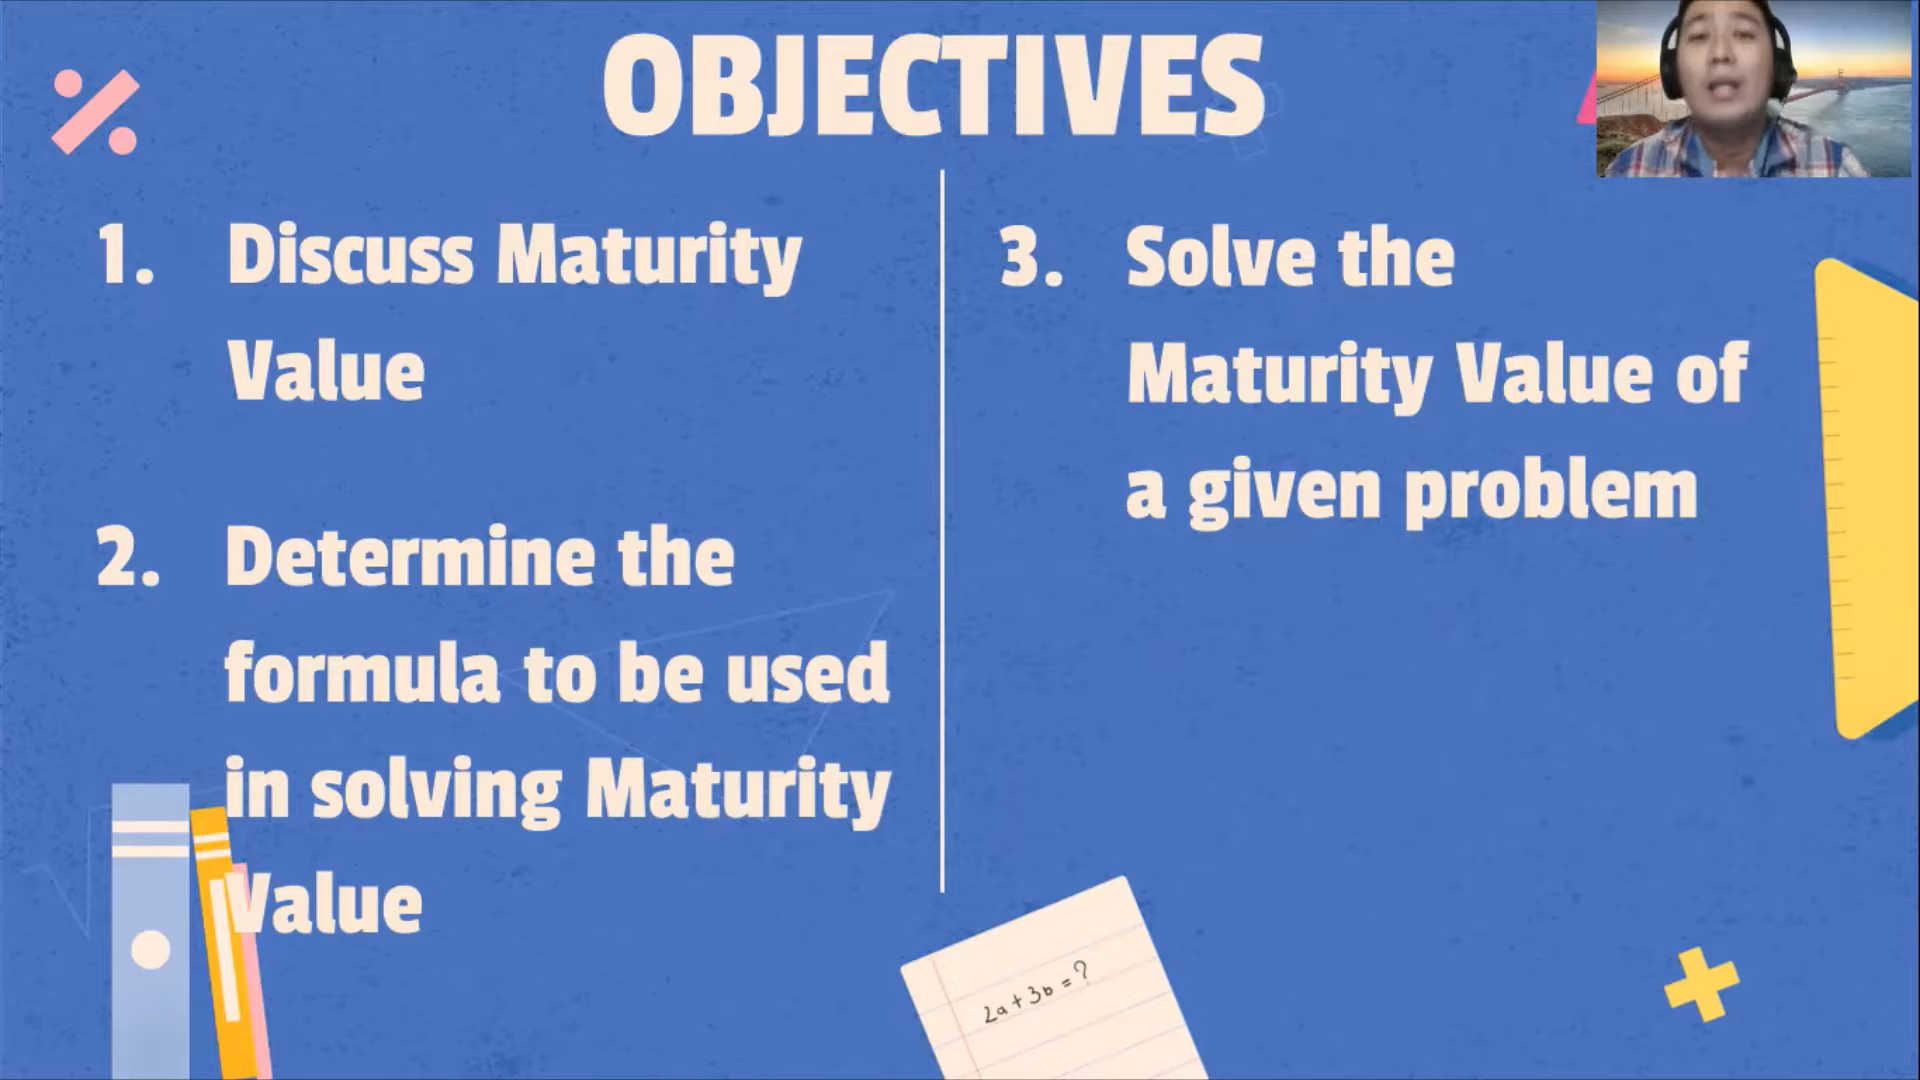 OBJECTIVES
1. Discuss Maturity
Value
2. Determine the
formula to be used
in solving Maturity
Value
3. Solve the
Maturity Value of
a given problem
2a + 3b = ?